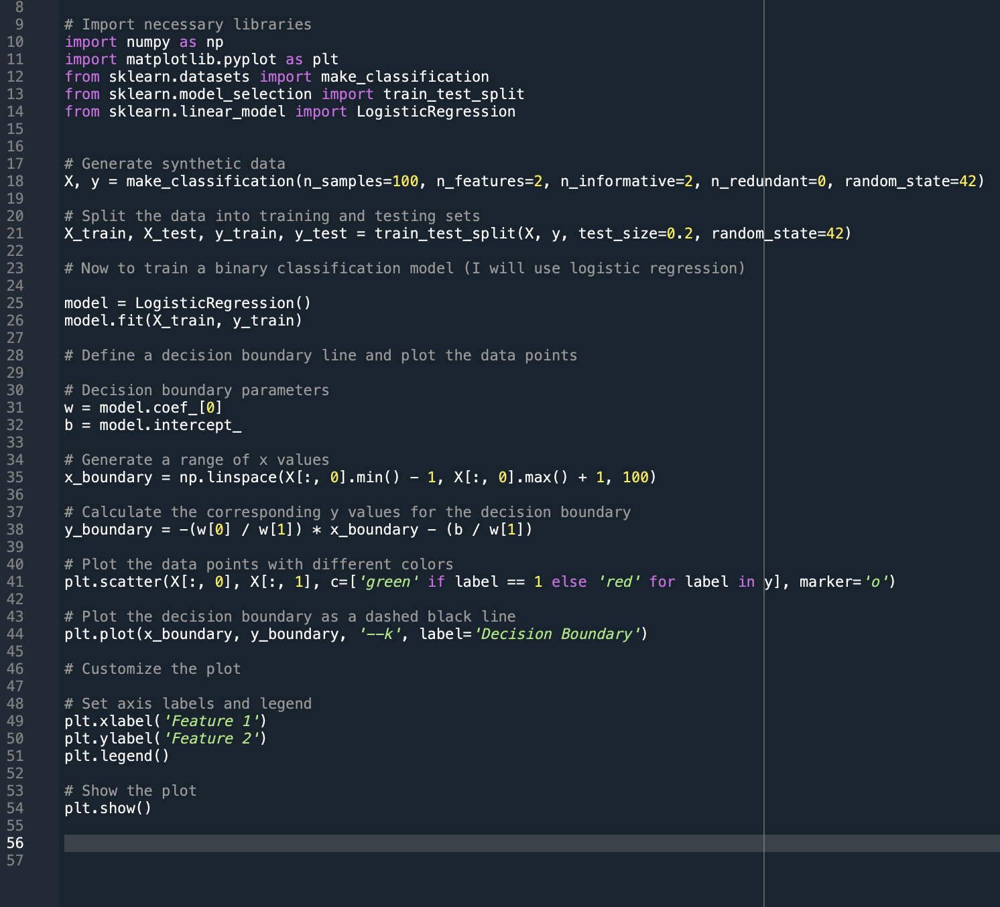 8
9 # Import necessary libraries
10 import numpy as np
11 import matplotlib.pyplot as plt
12 from sklearn.datasets import make_classification
13 from sklearn.model_selection import train_test_split
14 from sklearn.linear_model import LogisticRegression
15
16
17 # Generate synthetic data
18 X, y = make_classification(n_samples=100, n_features=2, n_informative=2, n_redundant=0, random_state=42)
19
20 # Split the data into training and testing sets
21 X_train, X_test, y_train, y_test = train_test_split(X, y, test_size=0.2, random_state=42)
22
23 # Now to train a binary classification model (I will use logistic regression)
24
25 model = LogisticRegression()
26 model.fit(X_train, y_train)
27
28 # Define a decision boundary line and plot the data points
29
30 # Decision boundary parameters
31 w = model.coef_[0]
32 b = model.intercept_
33
34 # Generate a range of x values
35 x_boundary = np.linspace(X[:, 0].min() - 1, X[:, 0].max() + 1, 100)
36
37 # Calculate the corresponding y values for the decision boundary
38 y_boundary = -(w[0] / w[1]) * x_boundary - (b / w[1])
39
40 # Plot the data points with different colors
41 plt.scatter(X[:, 0], X[:, 1], c=['green' if label == 1 else 'red' for label in y], marker='o')
42
43 # Plot the decision boundary as a dashed black line
44 plt.plot(x_boundary, y_boundary, '--k', label='Decision Boundary')
45
46 # Customize the plot
47
48 # Set axis labels and legend
49 plt.xlabel('Feature 1')
50 plt.ylabel('Feature 2')
51 plt.legend()
52
53 # Show the plot
54 plt.show()
55
56
57